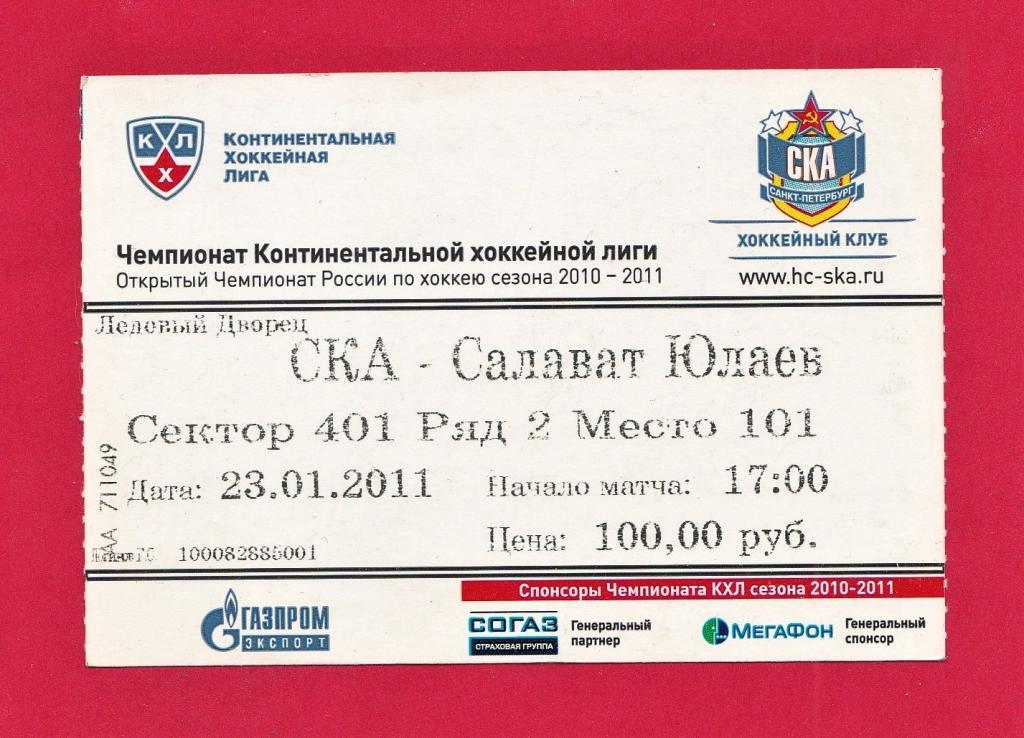 КХЛ
КОНТИНЕНТАЛЬНАЯ
ХОККЕЙНАЯ
ЛИГА
СКА
САНКТ-ПЕТЕРБУРГ
ХОККЕЙНЫЙ КЛУБ
www.hc-ska.ru
Чемпионат Континентальной хоккейной лиги
Открытый Чемпионат России по хоккею сезона 2010 – 2011
Ледовый Дворец
СКА - Салават Юлаев
Сектор 401 Ряд 2 Место 101
Дата: 23.01.2011 Начало матча: 17:00
Цена: 100,00 руб.
АА 711049
100082885001
Спонсоры Чемпионата КХЛ сезона 2010-2011
ГАЗПРОМ
ЭКСПОРТ
СОГАЗ
СТРАХОВАЯ ГРУППА
Генеральный
партнер
МЕГАФОН
Генеральный
спонсор